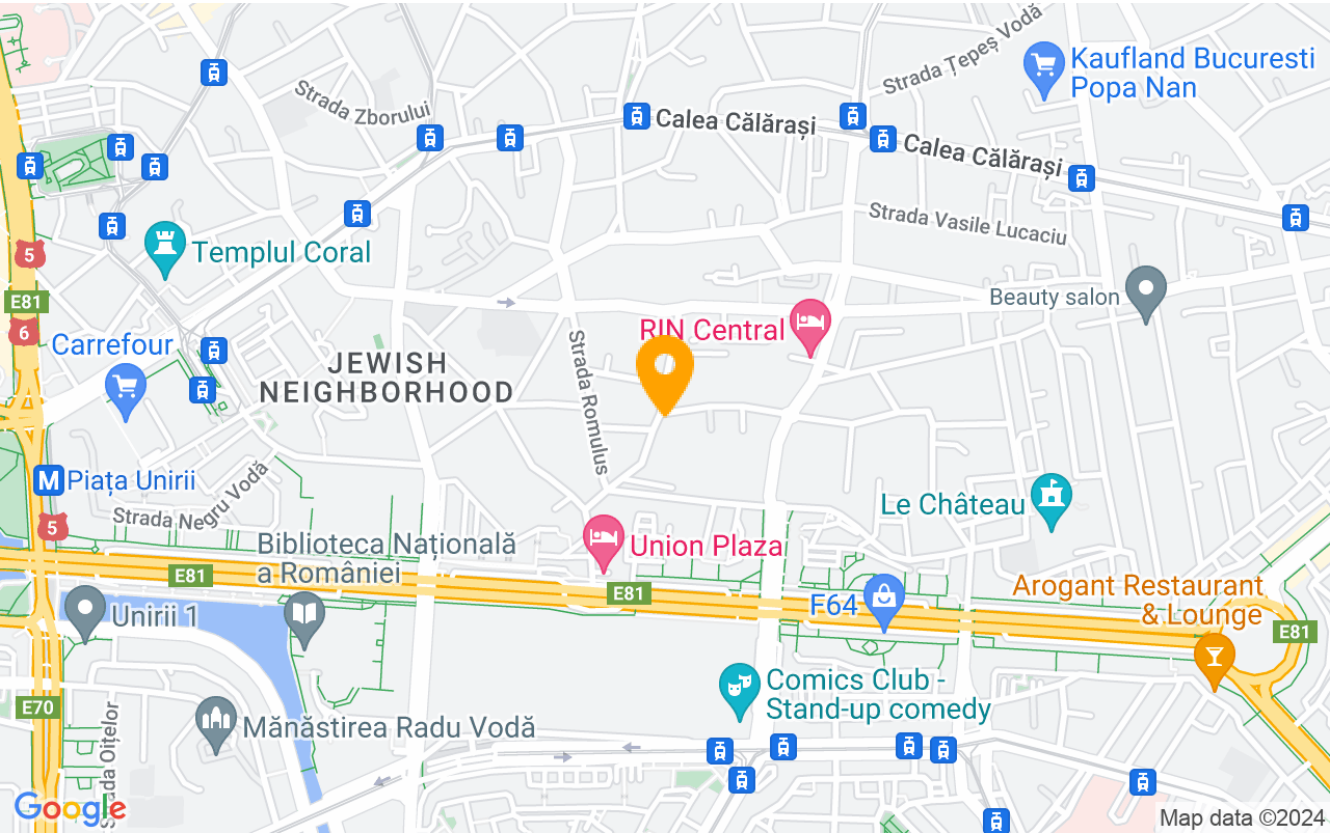 Strada Țepeș Vodă
Kaufland Bucuresti
Popa Nan
Strada Zborului
Calea Călărași
Calea Călărași
Strada Vasile Lucaciu
Templul Coral
5
E81
6
Beauty salon
RIN Central
Carrefour
JEWISH
NEIGHBORHOOD
Strada Romulus
M Piața Unirii
Strada Negru Vodă
5
Le Château
Biblioteca Națională
a României
Union Plaza
E81
E81
Arogant Restaurant
& Lounge
F64
E81
Unirii 1
Comics Club -
Stand-up comedy
E70
Mănăstirea Radu Vodă
Strada Oițelor
Google
Map data ©2024